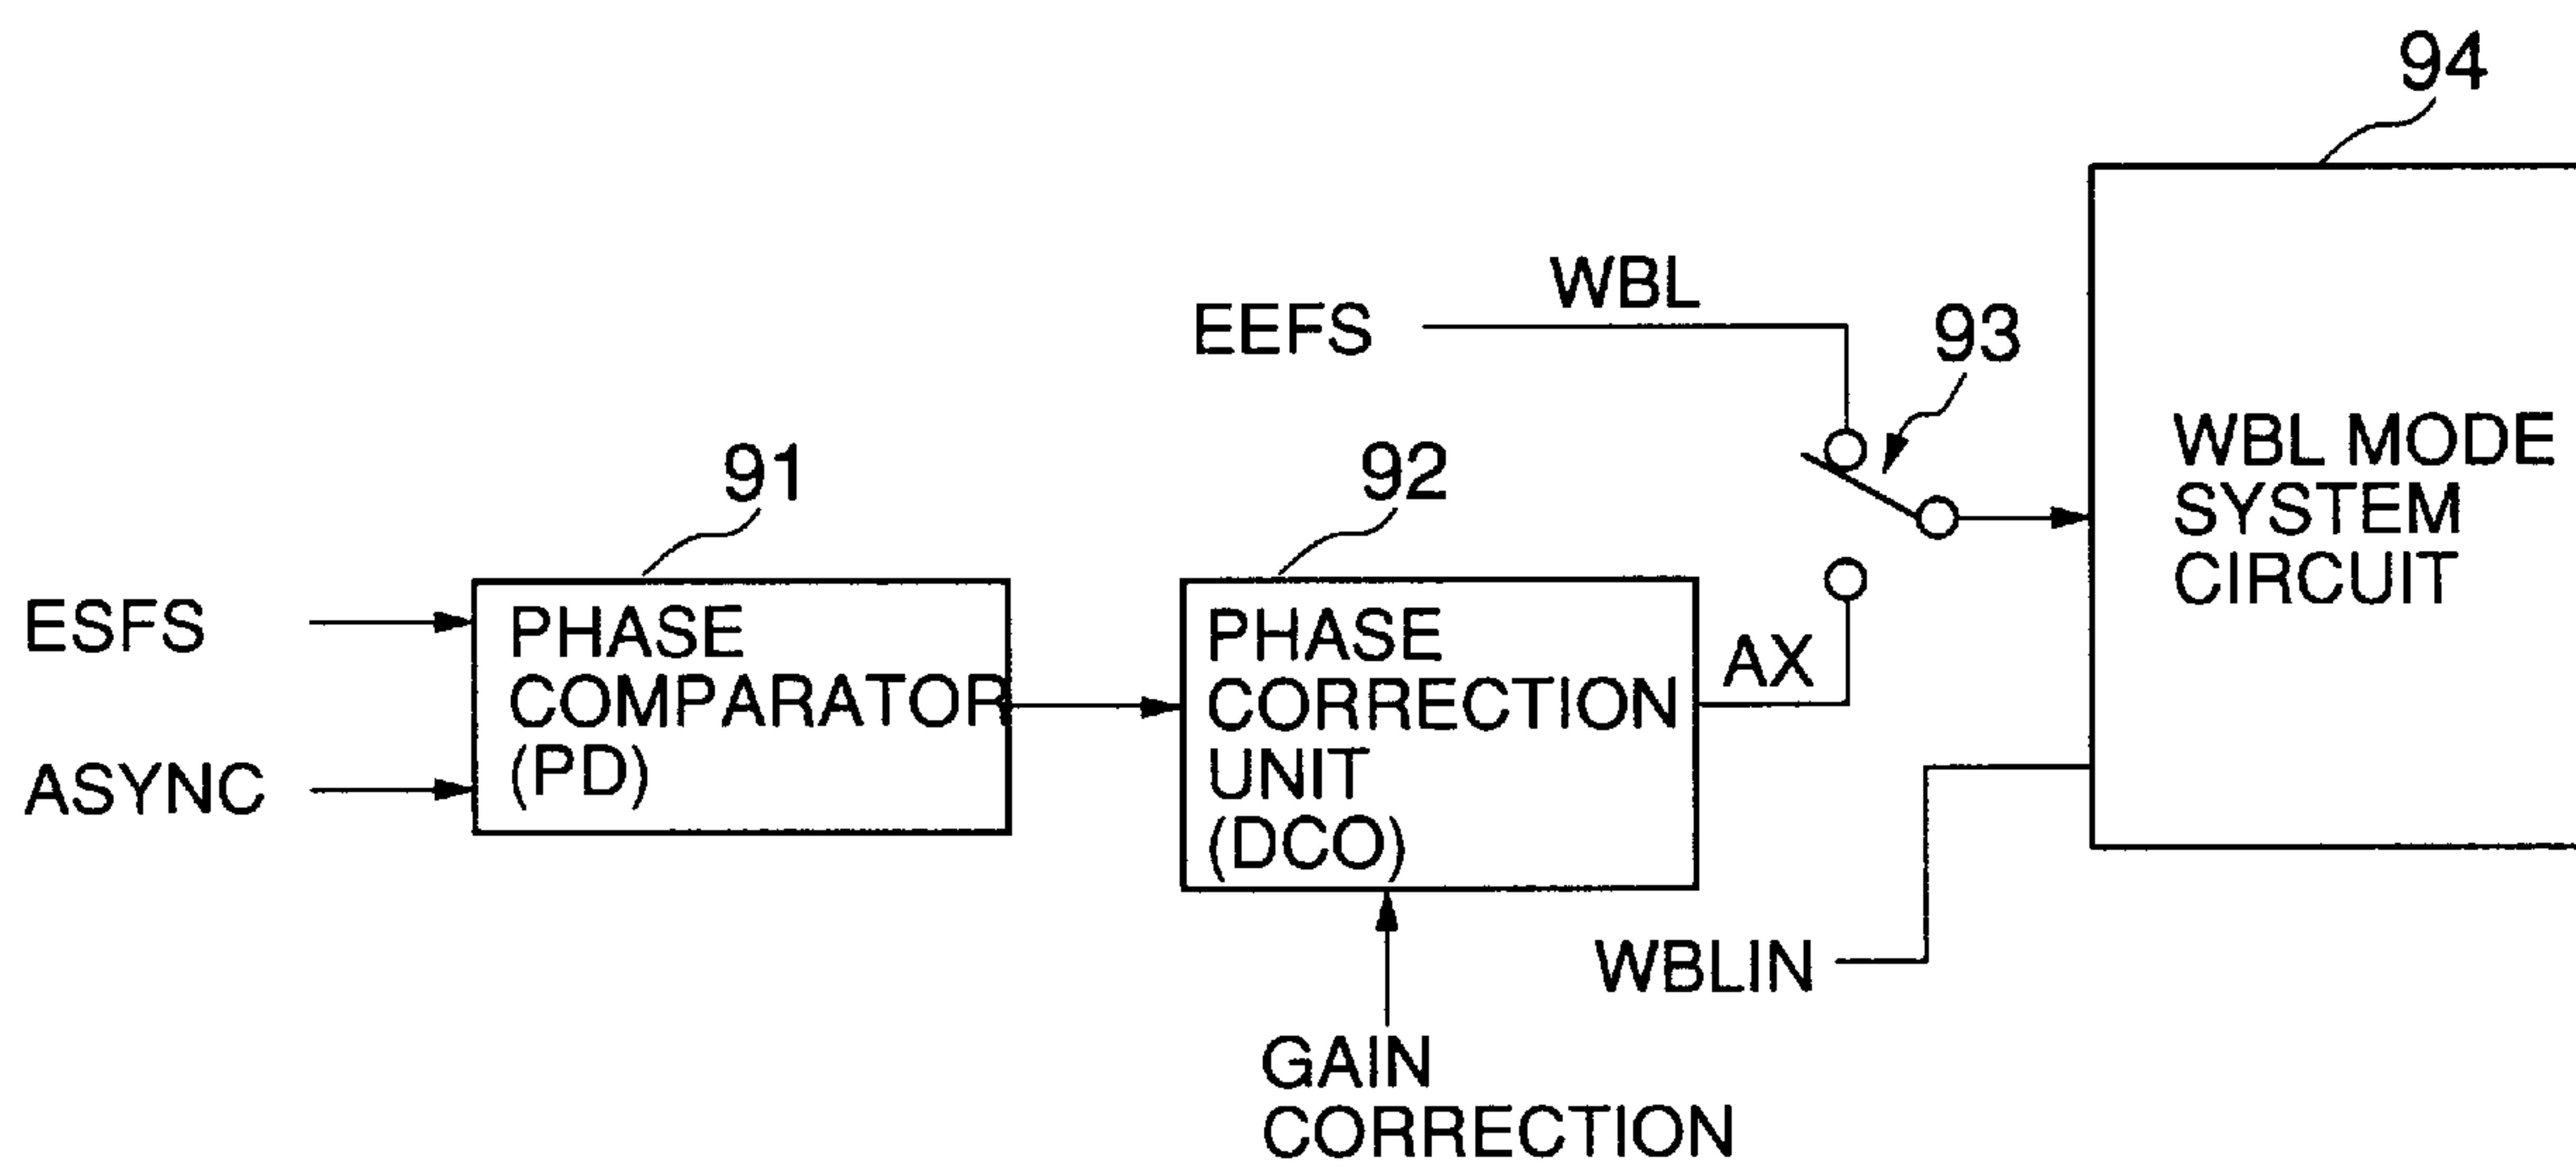 94
WBL
EEFS
93
WBL MODE
SYSTEM
CIRCUIT
91
92
ESFS
PHASE
COMPARATOR
(PD)
PHASE
CORRECTION
UNIT
(DCO)
AX
ASYNC
WBLIN
GAIN
CORRECTION